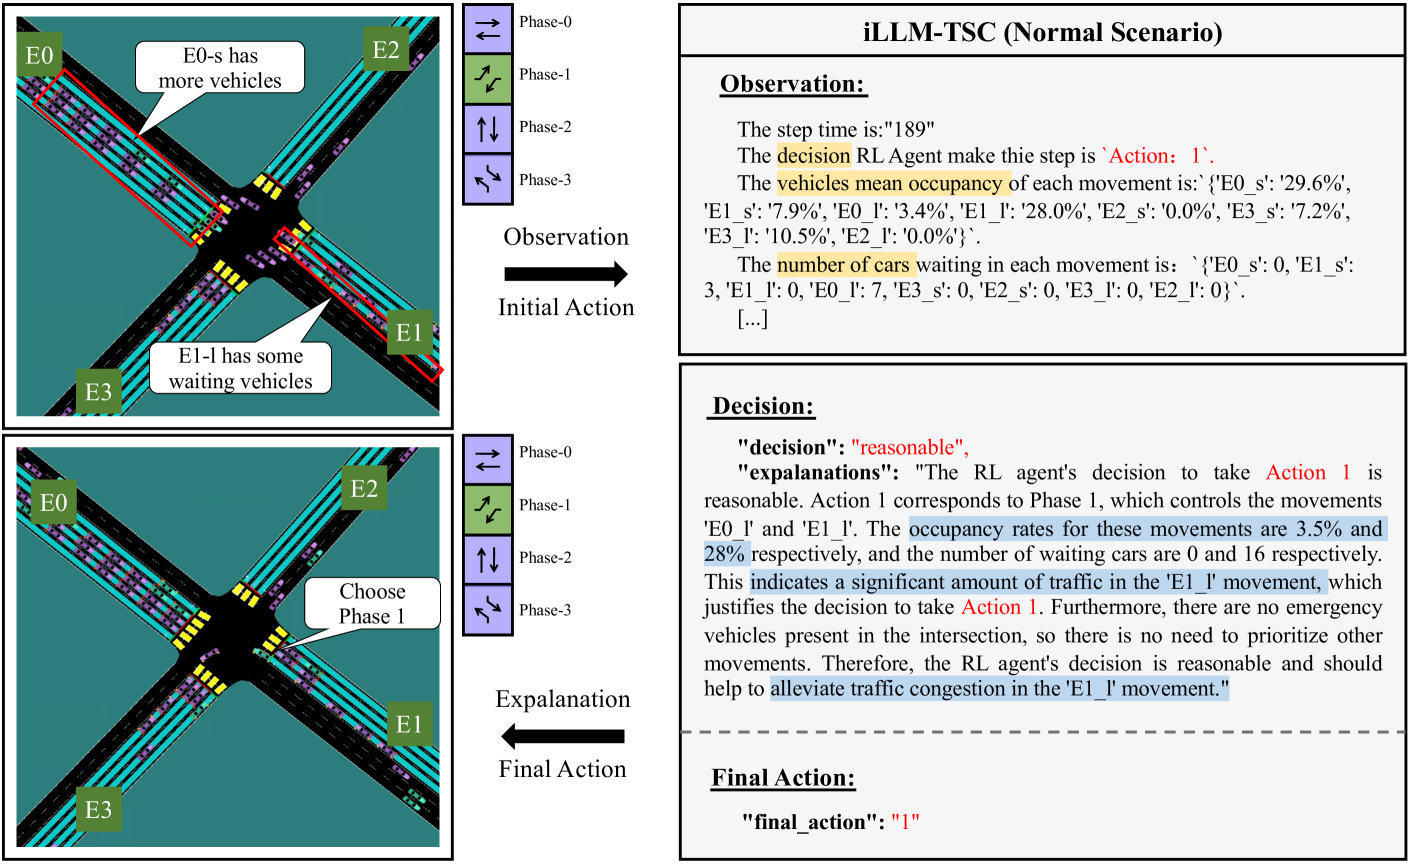 E0
E0-s has
more vehicles
E2
E1
E1-l has some
waiting vehicles
E3
Phase-0
Phase-1
Phase-2
Phase-3
Observation
Initial Action
iLLM-TSC (Normal Scenario)
Observation:
The step time is:"189"
The decision RL Agent make thie step is `Action: 1`.
The vehicles mean occupancy of each movement is:`{'E0_s': '29.6%',
'E1_s': '7.9%', 'E0_l': '3.4%', 'E1_l': '28.0%', 'E2_s': '0.0%', 'E3_s': '7.2%',
'E3_l': '10.5%', 'E2_l': '0.0%'}`.
The number of cars waiting in each movement is: `{'E0_s': 0, 'E1_s':
3, 'E1_l': 0, 'E0_l': 7, 'E3_s': 0, 'E2_s': 0, 'E3_l': 0, 'E2_l': 0}`.
[...]
E0
E2
Choose
Phase 1
E1
E3
Phase-0
Phase-1
Phase-2
Phase-3
Expalanation
Final Action
Decision:
"decision": "reasonable",
"expalanations": "The RL agent's decision to take Action 1 is
reasonable. Action 1 corresponds to Phase 1, which controls the movements
'E0_l' and 'E1_l'. The occupancy rates for these movements are 3.5% and
28% respectively, and the number of waiting cars are 0 and 16 respectively.
This indicates a significant amount of traffic in the 'E1_l' movement, which
justifies the decision to take Action 1. Furthermore, there are no emergency
vehicles present in the intersection, so there is no need to prioritize other
movements. Therefore, the RL agent's decision is reasonable and should
help to alleviate traffic congestion in the 'E1_l' movement."
Final Action:
"final_action": "1"